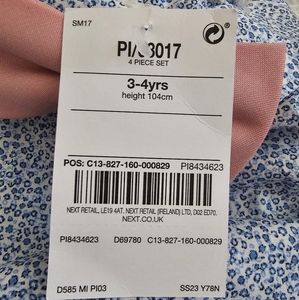 SM17
4 PIECE SET
3-4yrs
height 104cm
POS: C13-827-160-000829 PI8434623
NEXT RETAIL, LE19 4AT. NEXT RETAIL (IRELAND) LTD, D02 ED70.
NEXT.CO.UK
PI8434623 D69780 C13-827-160-000829
D585 MI PI03 SS23 Y78N